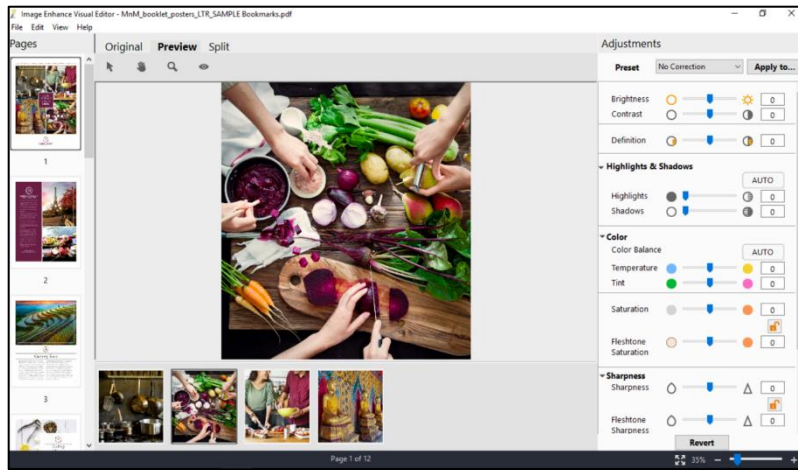 Image Enhance Visual Editor - MnM_booklet_posters_LTR_SAMPLE Bookmarks.pdf
File Edit View Help
Pages
Original Preview Split
Adjustments
Preset No Correction Apply to...
Brightness 0
Contrast 0
Definition 0
Highlights & Shadows
AUTO
Highlights 0
Shadows 0
Color
Color Balance AUTO
Temperature 0
Tint 0
Saturation 0
Fleshtone Saturation 0
Sharpness
Sharpness 0
Fleshtone Sharpness 0
Revert
1
2
3
Page 1 of 12
35%